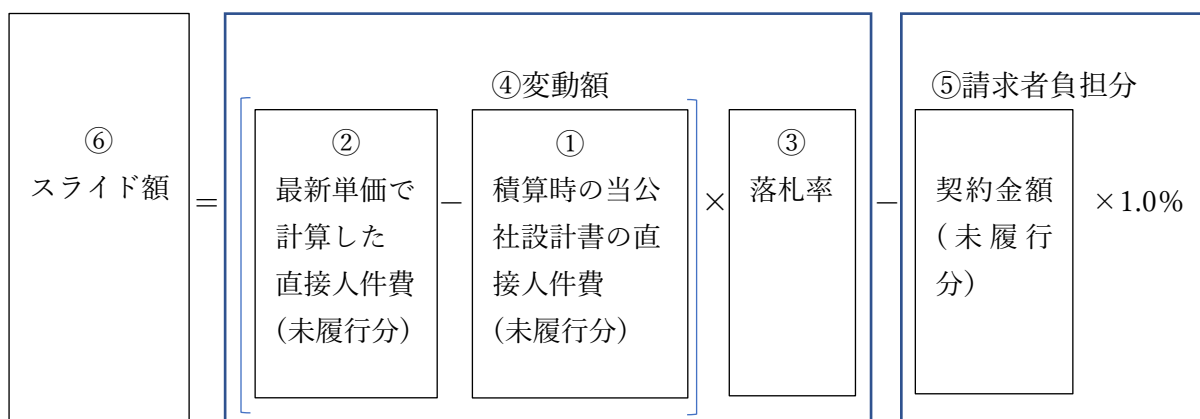 ④変動額
⑤請求者負担分
⑥
スライド額
＝
②
最新単価で
計算した
直接人件費
(未履行分)
－
①
積算時の当公
社設計書の直
接人件費
(未履行分)
×
③
落札率
－
契約金額
(未履行
分)
×1.0%